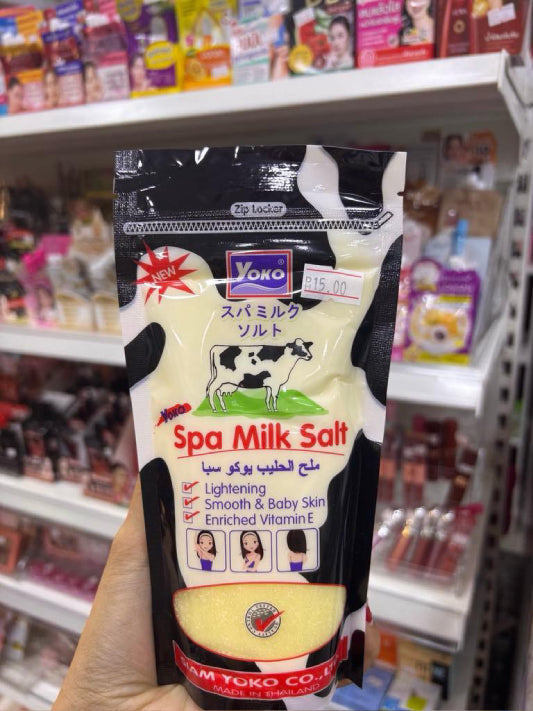 Zip Locker
NEW
YOKO®
฿15.00
スパ ミルク
ソルト
YOKO
Spa Milk Salt
ملح الحليب يوكو سبا
Lightening
Smooth & Baby Skin
Enriched Vitamin E
SIAM YOKO CO.,LTD
MADE IN THAILAND